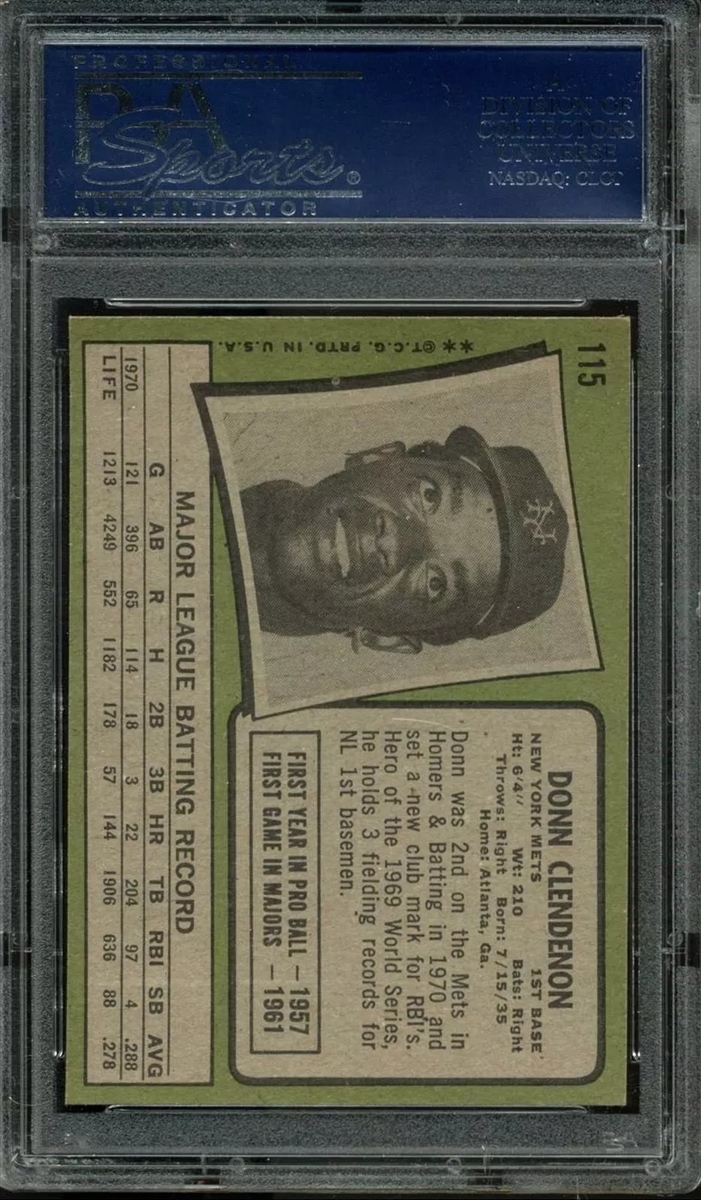 PROFESSIONAL
PSA
Sports®
AUTHENTICATOR
A
DIVISION OF
COLLECTORS
UNIVERSE
NASDAQ: CLCT
115
**©T.C.G. PRTD. IN U.S.A.
NY
DONN CLENDENON
NEW YORK METS 1ST BASE
Ht: 6'4" Wt: 210 Bats: Right
Throws: Right Born: 7/15/35
Home: Atlanta, Ga.
Donn was 2nd on the Mets in
Homers & Batting in 1970 and
set a new club mark for RBI's.
Hero of the 1969 World Series,
he holds 3 fielding records for
NL 1st basemen.
FIRST YEAR IN PRO BALL — 1957
FIRST GAME IN MAJORS — 1961
MAJOR LEAGUE BATTING RECORD
G AB R H 2B 3B HR TB RBI SB AVG
1970 121 396 65 114 18 3 22 204 97 4 .288
LIFE 1213 4249 552 1182 178 57 144 1906 636 88 .278